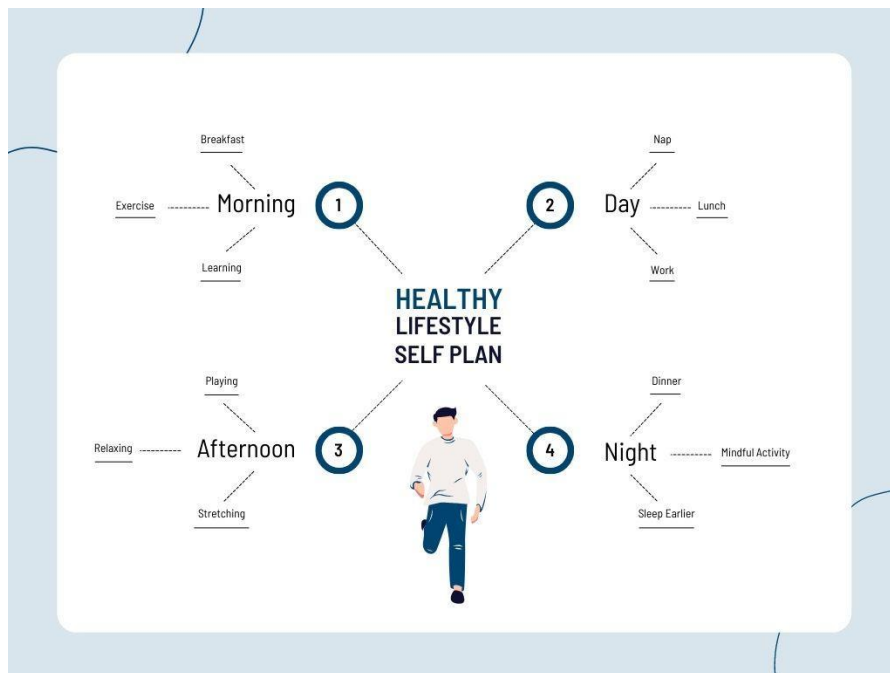 Breakfast
Exercise
Morning
1
Learning
Nap
2
Day
Lunch
Work
HEALTHY
LIFESTYLE
SELF PLAN
Playing
Relaxing
Afternoon
3
Stretching
Dinner
4
Night
Mindful Activity
Sleep Earlier